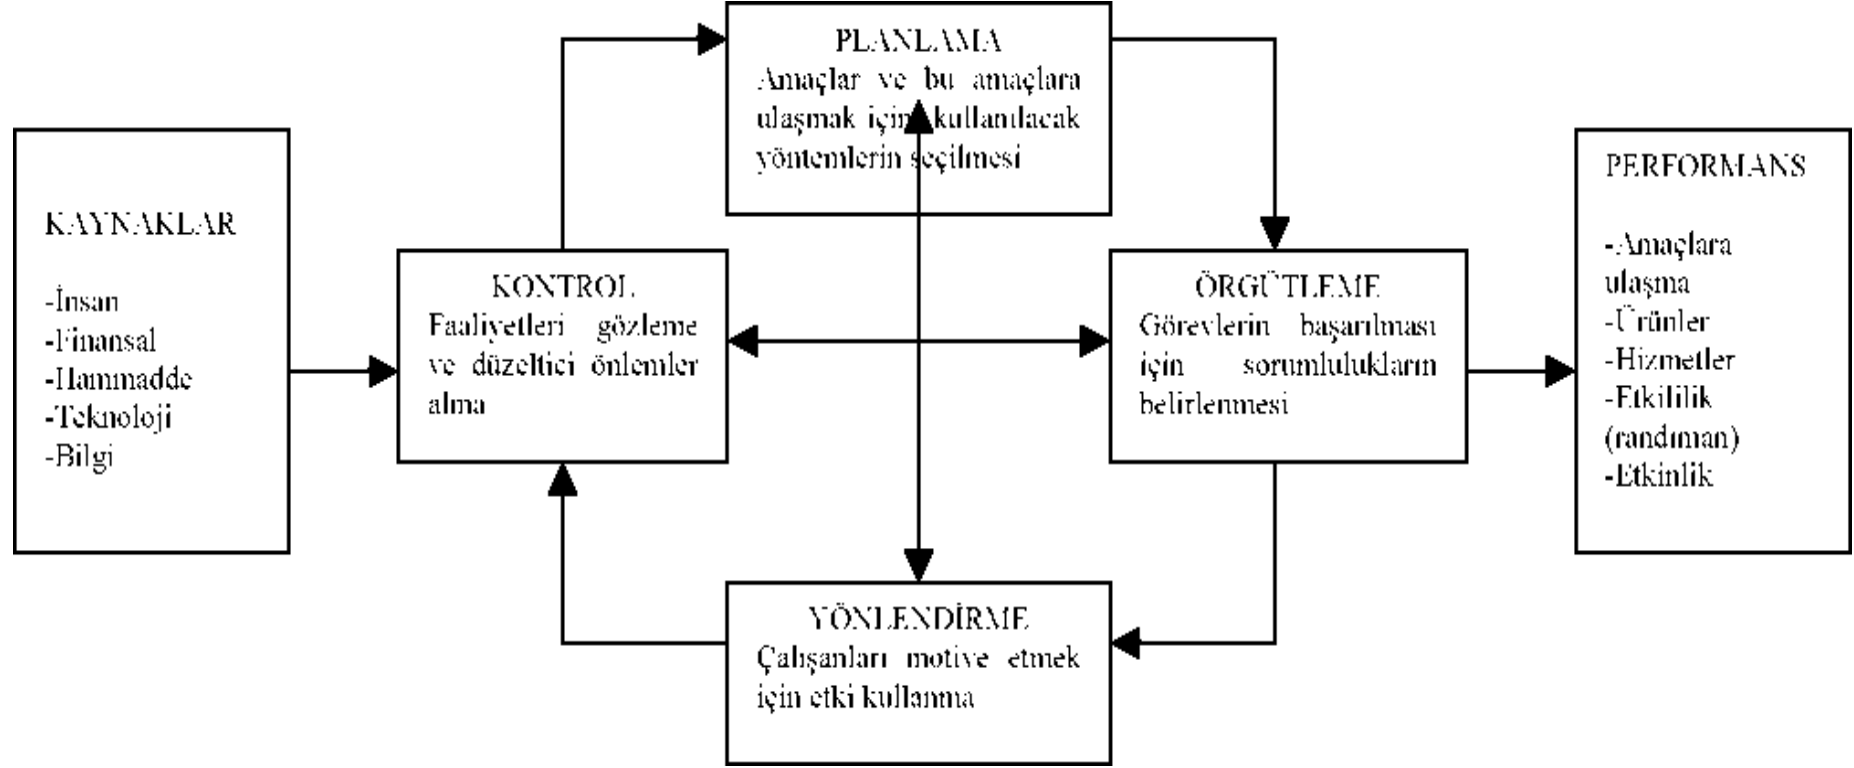 KAYNAKLAR
-İnsan
-Finansal
-Hammadde
-Teknoloji
-Bilgi
PLANLAMA
Amaçlar ve bu amaçlara
ulaşmak için kullanılacak
yöntemlerin seçilmesi
KONTROL
Faaliyetleri gözleme
ve düzeltici önlemler
alma
ÖRGÜTLEME
Görevlerin başarılması
için sorumlulukların
belirlenmesi
YÖNLENDİRME
Çalışanları motive etmek
için etki kullanma
PERFORMANS
-Amaçlara
ulaşma
-Ürünler
-Hizmetler
-Etkililik
(randıman)
-Etkinlik